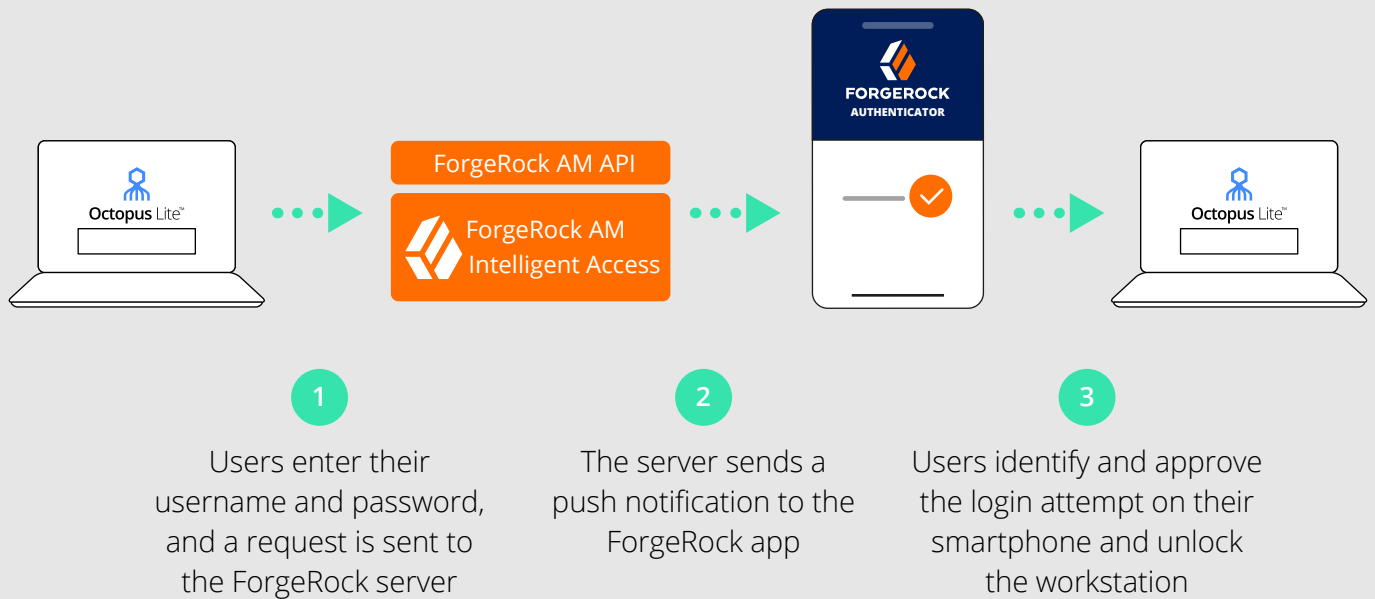 FORGEROCK
AUTHENTICATOR
Octopus Lite™
ForgeRock AM API
ForgeRock AM
Intelligent Access
Octopus Lite™
1
Users enter their
username and password,
and a request is sent to
the ForgeRock server
2
The server sends a
push notification to the
ForgeRock app
3
Users identify and approve
the login attempt on their
smartphone and unlock
the workstation